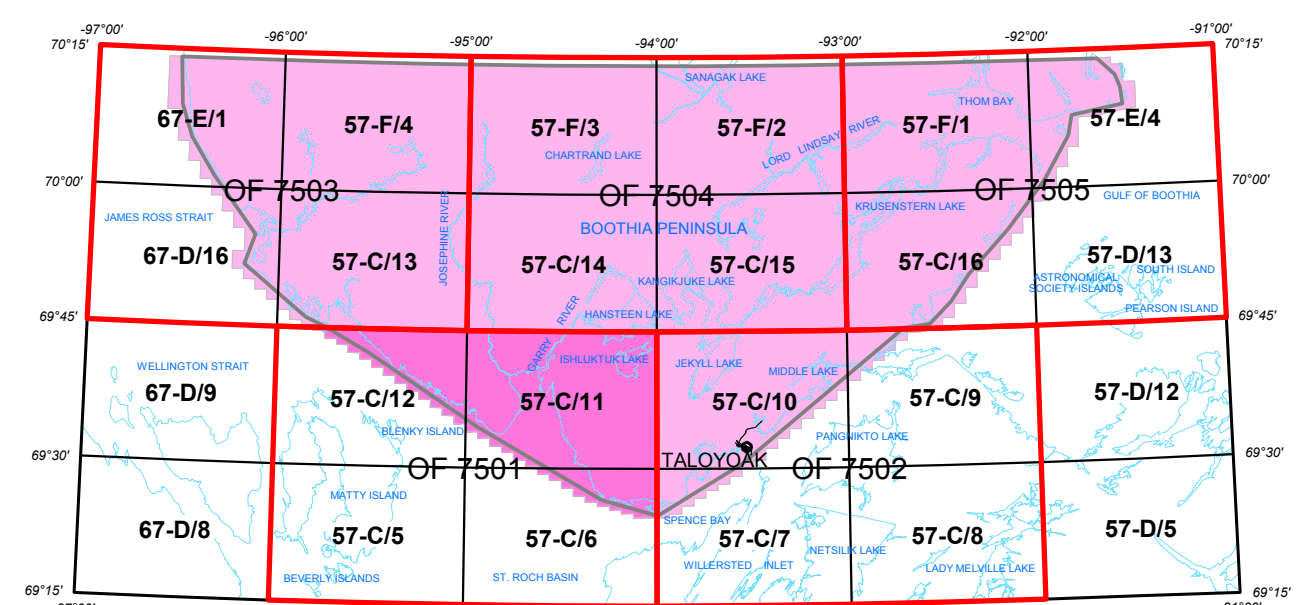 -97°00'
-96°00'
-95°00'
-94°00'
-93°00'
-92°00'
-91°00'
70°15'
70°15'
SANAGAK LAKE
THOM BAY
67-E/1
57-F/4
57-F/3
57-F/2
57-F/1
57-E/4
LORD LINDSAY RIVER
CHARTRAND LAKE
70°00'
70°00'
OF 7503
OF 7504
OF 7505
JAMES ROSS STRAIT
JOSEPHINE RIVER
BOOTHIA PENINSULA
KRUSENSTERN LAKE
GULF OF BOOTHIA
67-D/16
57-C/13
57-C/14
57-C/15
57-C/16
57-D/13
KANGIKJUKE LAKE
ASTRONOMICAL
SOCIETY ISLANDS
SOUTH ISLAND
PEARSON ISLAND
HANSTEEN LAKE
GARRY RIVER
69°45'
69°45'
WELLINGTON STRAIT
ISHLUKTUK LAKE
JEKYLL LAKE
MIDDLE LAKE
67-D/9
57-C/12
57-C/11
57-C/10
57-C/9
57-D/12
BLENKY ISLAND
PANGNIKTO LAKE
69°30'
69°30'
OF 7501
TALOYOAK
OF 7502
MATTY ISLAND
SPENCE BAY
67-D/8
57-C/5
57-C/6
57-C/7
57-C/8
57-D/5
NETSILIK LAKE
BEVERLY ISLANDS
ST. ROCH BASIN
WILLERSTED INLET
LADY MELVILLE LAKE
69°15'
69°15'